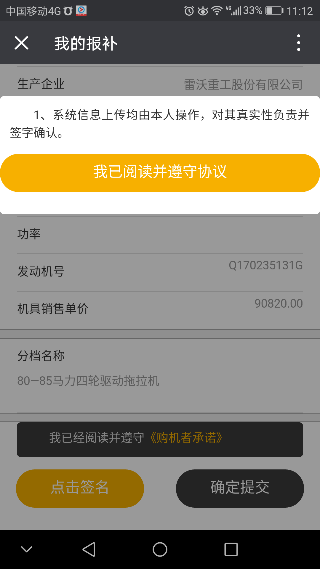 中国移动4G 33% 11:12
我的报补
生产企业 雷沃重工股份有限公司
1、系统信息上传均由本人操作，对其真实性负责并
签字确认。
我已阅读并遵守协议
功率
发动机号 Q170235131G
机具销售单价 90820.00
分档名称
80—85马力四轮驱动拖拉机
我已经阅读并遵守《购机者承诺》
点击签名 确定提交